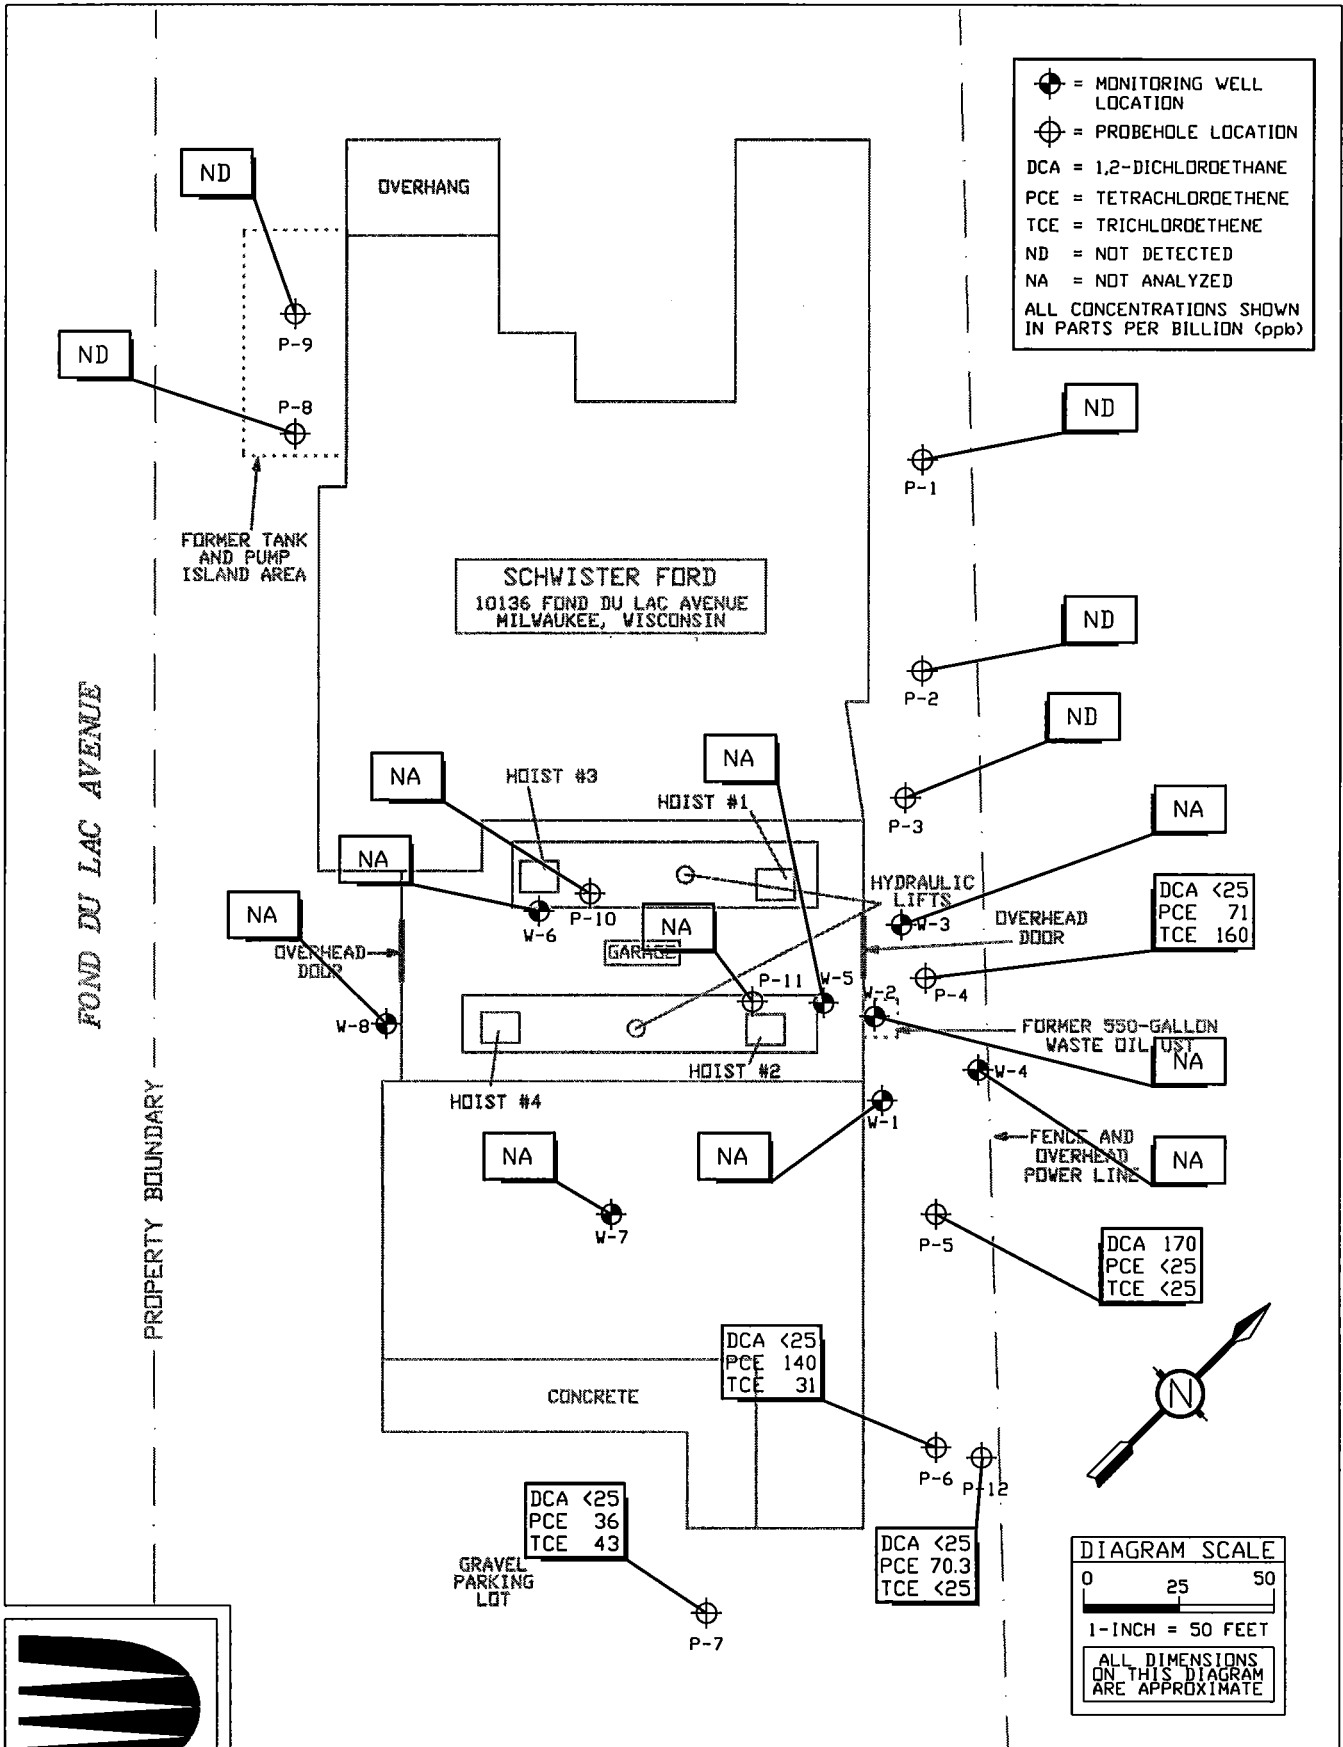 = MONITORING WELL
LOCATION
= PROBEHOLE LOCATION
DCA = 1,2-DICHLOROETHANE
PCE = TETRACHLOROETHENE
TCE = TRICHLOROETHENE
ND = NOT DETECTED
NA = NOT ANALYZED
ALL CONCENTRATIONS SHOWN
IN PARTS PER BILLION (ppb)
ND
OVERHANG
P-9
ND
P-8
FORMER TANK
AND PUMP
ISLAND AREA
ND
P-1
SCHWISTER FORD
10136 FOND DU LAC AVENUE
MILWAUKEE, WISCONSIN
ND
P-2
ND
P-3
FOND DU LAC AVENUE
PROPERTY BOUNDARY
NA
HOIST #3
NA
HOIST #1
NA
NA
HYDRAULIC
LIFTS
DCA <25
PCE 71
TCE 160
NA
W-6
P-10
NA
W-3
OVERHEAD
DOOR
OVERHEAD
DOOR
GARAGE
P-11
W-5
W-2
P-4
W-8
FORMER 550-GALLON
WASTE OIL UST
NA
HOIST #2
W-4
HOIST #4
W-1
NA
NA
FENCE AND
OVERHEAD
POWER LINE
NA
W-7
P-5
DCA 170
PCE <25
TCE <25
DCA <25
PCE 140
TCE 31
CONCRETE
N
P-6
P-12
DCA <25
PCE 36
TCE 43
DCA <25
PCE 70.3
TCE <25
GRAVEL
PARKING
LOT
P-7
DIAGRAM SCALE
0 25 50
1-INCH = 50 FEET
ALL DIMENSIONS
ON THIS DIAGRAM
ARE APPROXIMATE